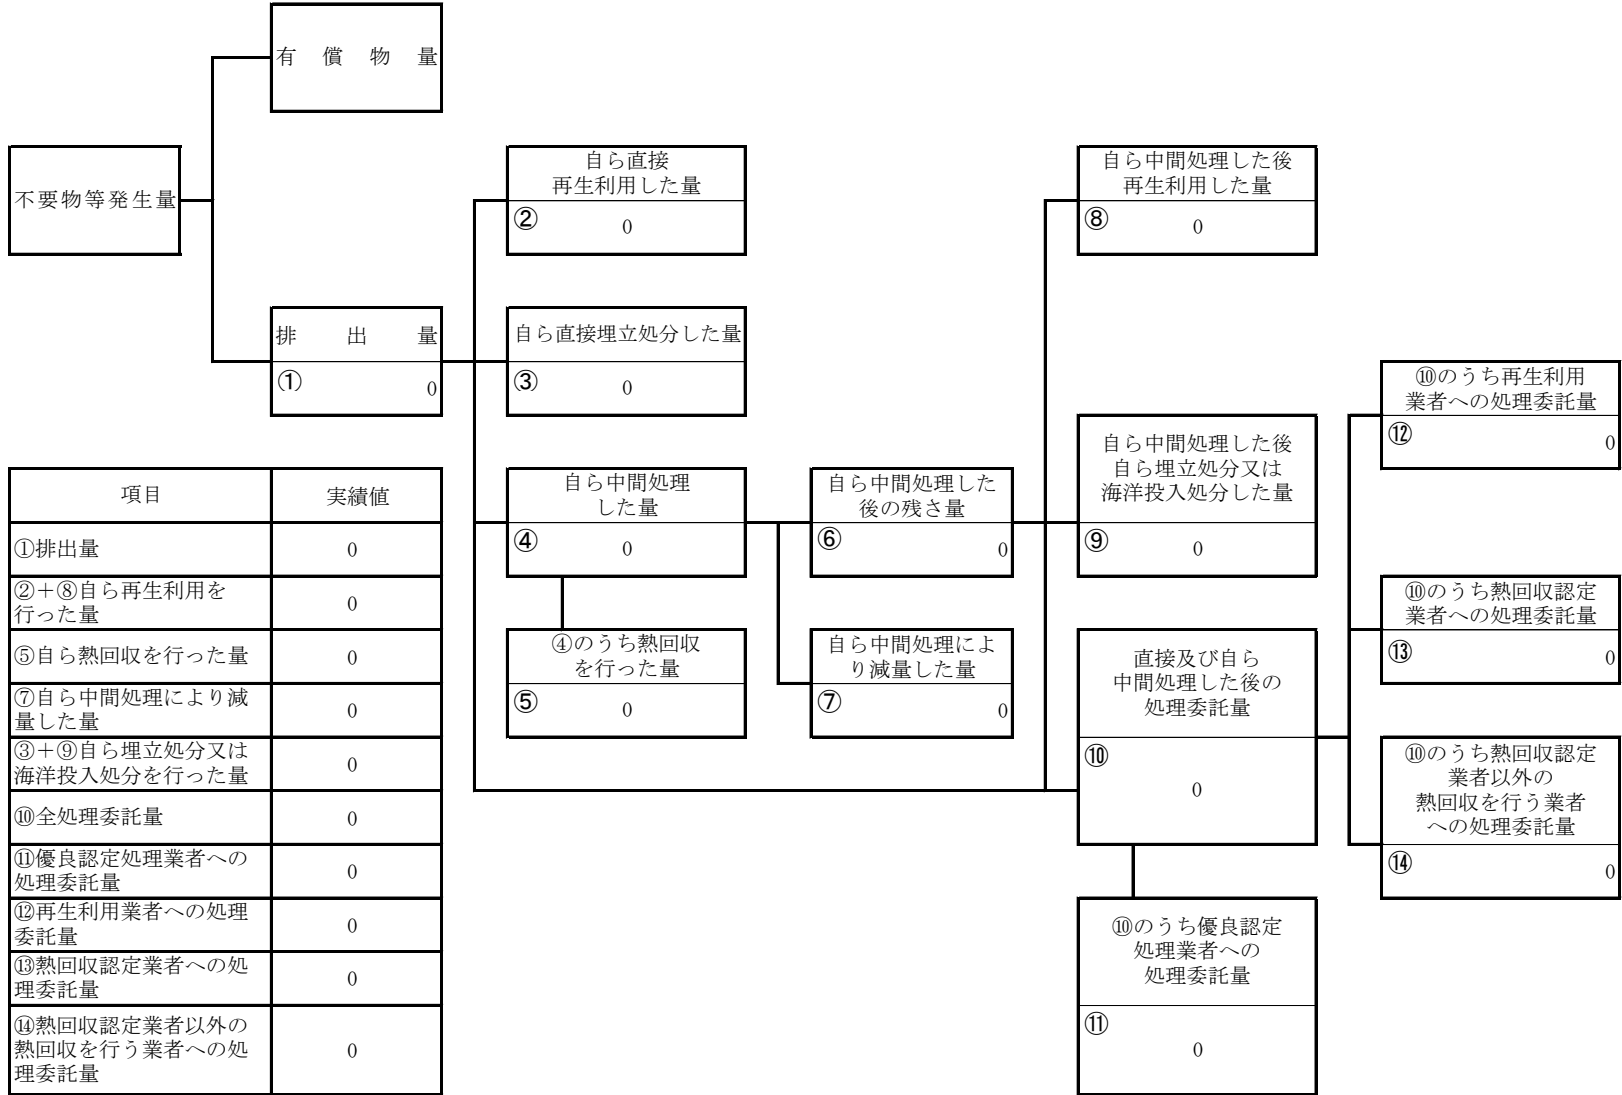 有償物量
不要物等発生量
排出量
① 0
自ら直接
再生利用した量
② 0
自ら直接埋立処分した量
③ 0
自ら中間処理
した量
④ 0
④のうち熱回収
を行った量
⑤ 0
自ら中間処理した
後の残さ量
⑥ 0
自ら中間処理によ
り減量した量
⑦ 0
自ら中間処理した後
再生利用した量
⑧ 0
自ら中間処理した後
自ら埋立処分又は
海洋投入処分した量
⑨ 0
直接及び自ら
中間処理した後の
処理委託量
⑩
0
⑩のうち優良認定
処理業者への
処理委託量
⑪
0
⑩のうち再生利用
業者への処理委託量
⑫ 0
⑩のうち熱回収認定
業者への処理委託量
⑬ 0
⑩のうち熱回収認定
業者以外の
熱回収を行う業者
への処理委託量
⑭ 0
項目 実績値
①排出量 0
②+⑧自ら再生利用を
行った量 0
⑤自ら熱回収を行った量 0
⑦自ら中間処理により減
量した量 0
③+⑨自ら埋立処分又は
海洋投入処分を行った量 0
⑩全処理委託量 0
⑪優良認定処理業者への
処理委託量 0
⑫再生利用業者への処理
委託量 0
⑬熱回収認定業者への処
理委託量 0
⑭熱回収認定業者以外の
熱回収を行う業者への処 0
理委託量